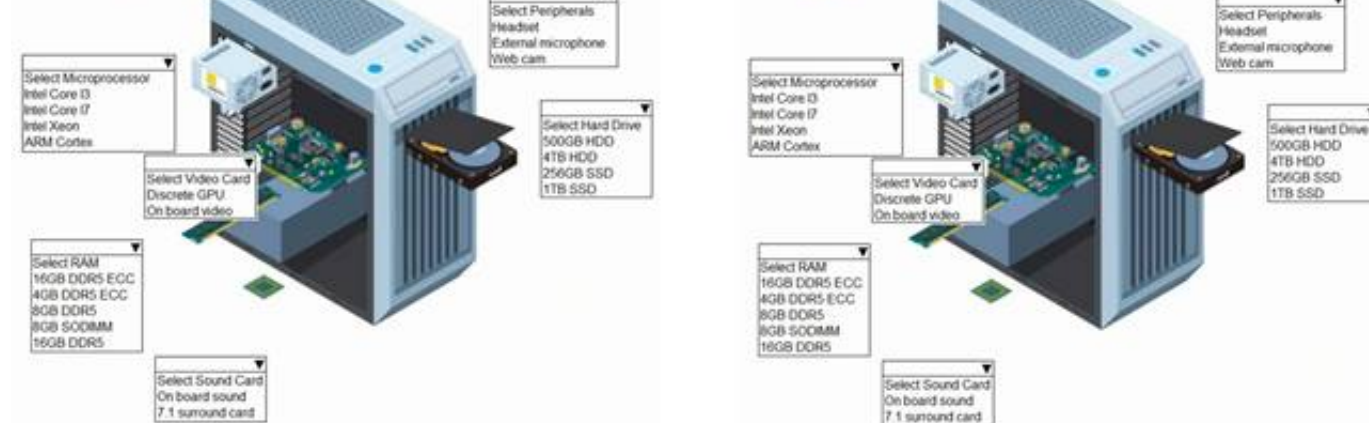 Select Peripherals
Headset
External microphone
Web cam
Select Microprocessor
Intel Core I3
Intel Core I7
Intel Xeon
ARM Cortex
Select Hard Drive
500GB HDD
4TB HDD
256GB SSD
1TB SSD
Select Video Card
Discrete GPU
On board video
Select RAM
16GB DDR5 ECC
4GB DDR5 ECC
8GB DDR5
8GB SODIMM
16GB DDR5
Select Sound Card
On board sound
7.1 surround card
Select Peripherals
Headset
External microphone
Web cam
Select Microprocessor
Intel Core I3
Intel Core I7
Intel Xeon
ARM Cortex
Select Hard Drive
500GB HDD
4TB HDD
256GB SSD
1TB SSD
Select Video Card
Discrete GPU
On board video
Select RAM
16GB DDR5 ECC
4GB DDR5 ECC
8GB DDR5
8GB SODIMM
16GB DDR5
Select Sound Card
On board sound
7.1 surround card